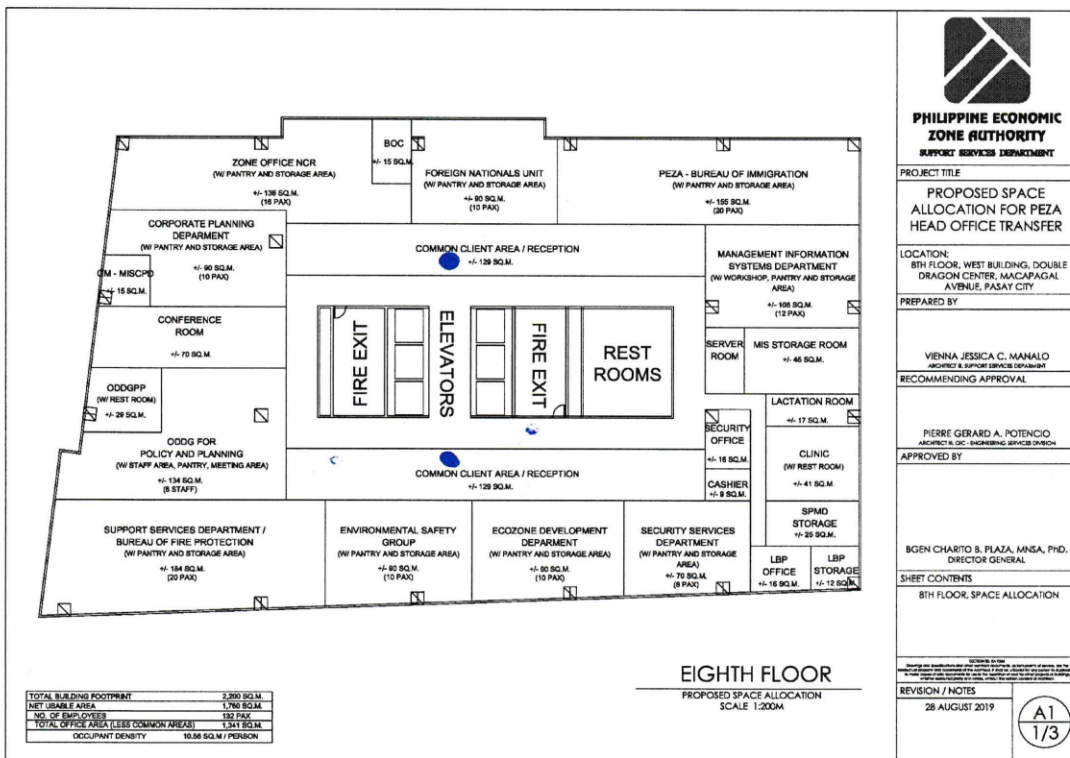 BOC
+/- 15 SQ.M.
ZONE OFFICE NCR
(W/ PANTRY AND STORAGE AREA)
+/- 136 SQ.M.
(16 PAX)
FOREIGN NATIONALS UNIT
(W/ PANTRY AND STORAGE AREA)
+/- 90 SQ.M.
(10 PAX)
PEZA - BUREAU OF IMMIGRATION
(W/ PANTRY AND STORAGE AREA)
+/- 155 SQ.M.
(20 PAX)
CORPORATE PLANNING
DEPARMENT
(W/ PANTRY AND STORAGE AREA)
+/- 90 SQ.M.
(10 PAX)
COMMON CLIENT AREA / RECEPTION
+/- 129 SQ.M.
MANAGEMENT INFORMATION
SYSTEMS DEPARTMENT
(W/ WORKSHOP, PANTRY AND STORAGE
AREA)
+/- 106 SQ.M.
(12 PAX)
- MISCPD
+/- 15 SQ.M.
CONFERENCE
ROOM
+/- 70 SQ.M.
FIRE EXIT
ELEVATORS
FIRE EXIT
REST
ROOMS
SERVER
ROOM
MIS STORAGE ROOM
+/- 46 SQ.M.
ODDGPP
(W/ REST ROOM)
+/- 29 SQ.M.
LACTATION ROOM
+/- 17 SQ.M.
SECURITY
OFFICE
+/- 16 SQ.M.
CLINIC
(W/ REST ROOM)
+/- 41 SQ.M.
ODDG FOR
POLICY AND PLANNING
(W/ STAFF AREA, PANTRY, MEETING AREA)
+/- 134 SQ.M.
(6 STAFF)
COMMON CLIENT AREA / RECEPTION
+/- 129 SQ.M.
CASHIER
+/- 9 SQ.M.
SPMD
STORAGE
+/- 25 SQ.M.
SUPPORT SERVICES DEPARTMENT /
BUREAU OF FIRE PROTECTION
(W/ PANTRY AND STORAGE AREA)
+/- 184 SQ.M.
(20 PAX)
ENVIRONMENTAL SAFETY
GROUP
(W/ PANTRY AND STORAGE AREA)
+/- 90 SQ.M.
(10 PAX)
ECOZONE DEVELOPMENT
DEPARMENT
(W/ PANTRY AND STORAGE AREA)
+/- 90 SQ.M.
(10 PAX)
SECURITY SERVICES
DEPARTMENT
(W/ PANTRY AND STORAGE
AREA)
+/- 70 SQ.M.
(8 PAX)
LBP
OFFICE
+/- 16 SQ.M.
LBP
STORAGE
+/- 12 SQ.M.
EIGHTH FLOOR
PROPOSED SPACE ALLOCATION
SCALE 1:200M
TOTAL BUILDING FOOTPRINT 2,200 SQ.M.
NET USABLE AREA 1,760 SQ.M.
NO. OF EMPLOYEES 132 PAX
TOTAL OFFICE AREA (LESS COMMON AREAS) 1,341 SQ.M.
OCCUPANT DENSITY 10.56 SQ.M / PERSON
PHILIPPINE ECONOMIC
ZONE AUTHORITY
SUPPORT SERVICES DEPARTMENT
PROJECT TITLE
PROPOSED SPACE
ALLOCATION FOR PEZA
HEAD OFFICE TRANSFER
LOCATION:
8TH FLOOR, WEST BUILDING, DOUBLE
DRAGON CENTER, MACAPAGAL
AVENUE, PASAY CITY
PREPARED BY
VIENNA JESSICA C. MANALO
ARCHITECT III, SUPPORT SERVICES DEPARTMENT
RECOMMENDING APPROVAL
PIERRE GERARD A. POTENCIO
ARCHITECT III, OIC - ENGINEERING SERVICES DIVISION
APPROVED BY
BGEN CHARITO B. PLAZA, MNSA, PHD.
DIRECTOR GENERAL
SHEET CONTENTS
8TH FLOOR, SPACE ALLOCATION
REVISION / NOTES
28 AUGUST 2019
A1
1/3